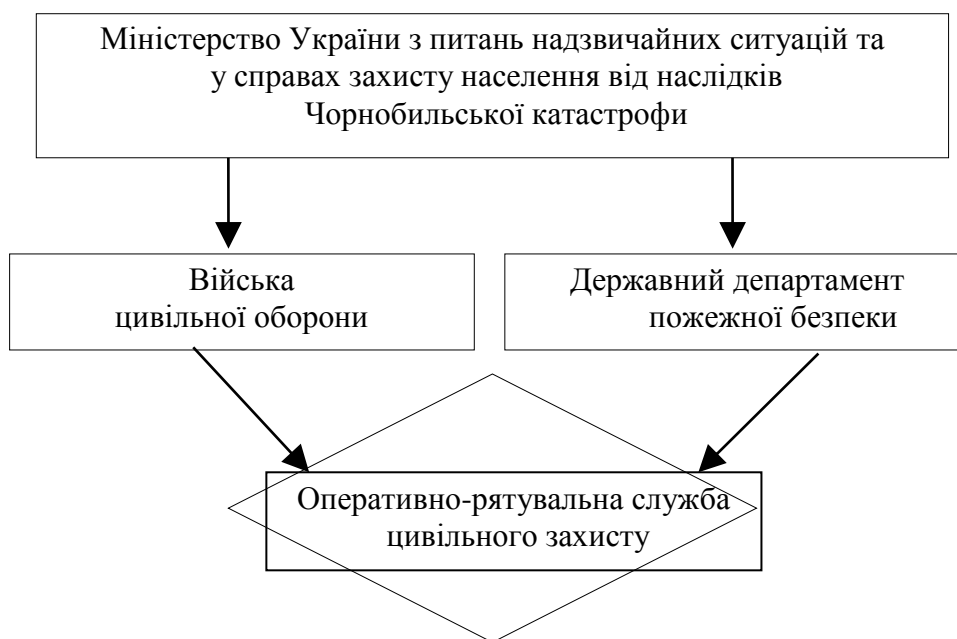 Міністерство України з питань надзвичайних ситуацій та
у справах захисту населення від наслідків
Чорнобильської катастрофи
Війська
цивільної оборони
Державний департамент
пожежної безпеки
Оперативно-рятувальна служба
цивільного захисту